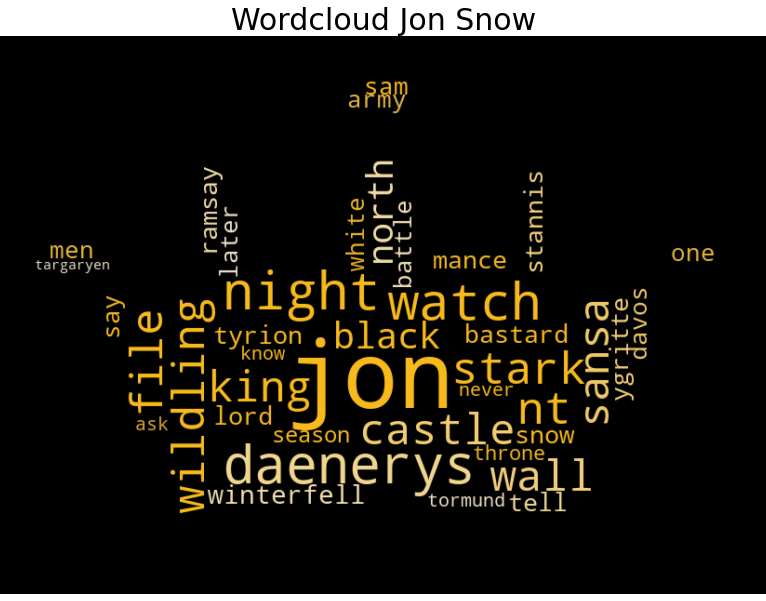 Wordcloud Jon Snow
sam
army
ramsay
later
white
north
battle
stannis
men
targaryen
mance
one
night
watch
say
file
wildling
tyrion
black
bastard
know
jon
stark
sansa
ygritte
davos
king
never
nt
ask
lord
season
castle
snow
daenerys
throne
wall
winterfell
tormund
tell